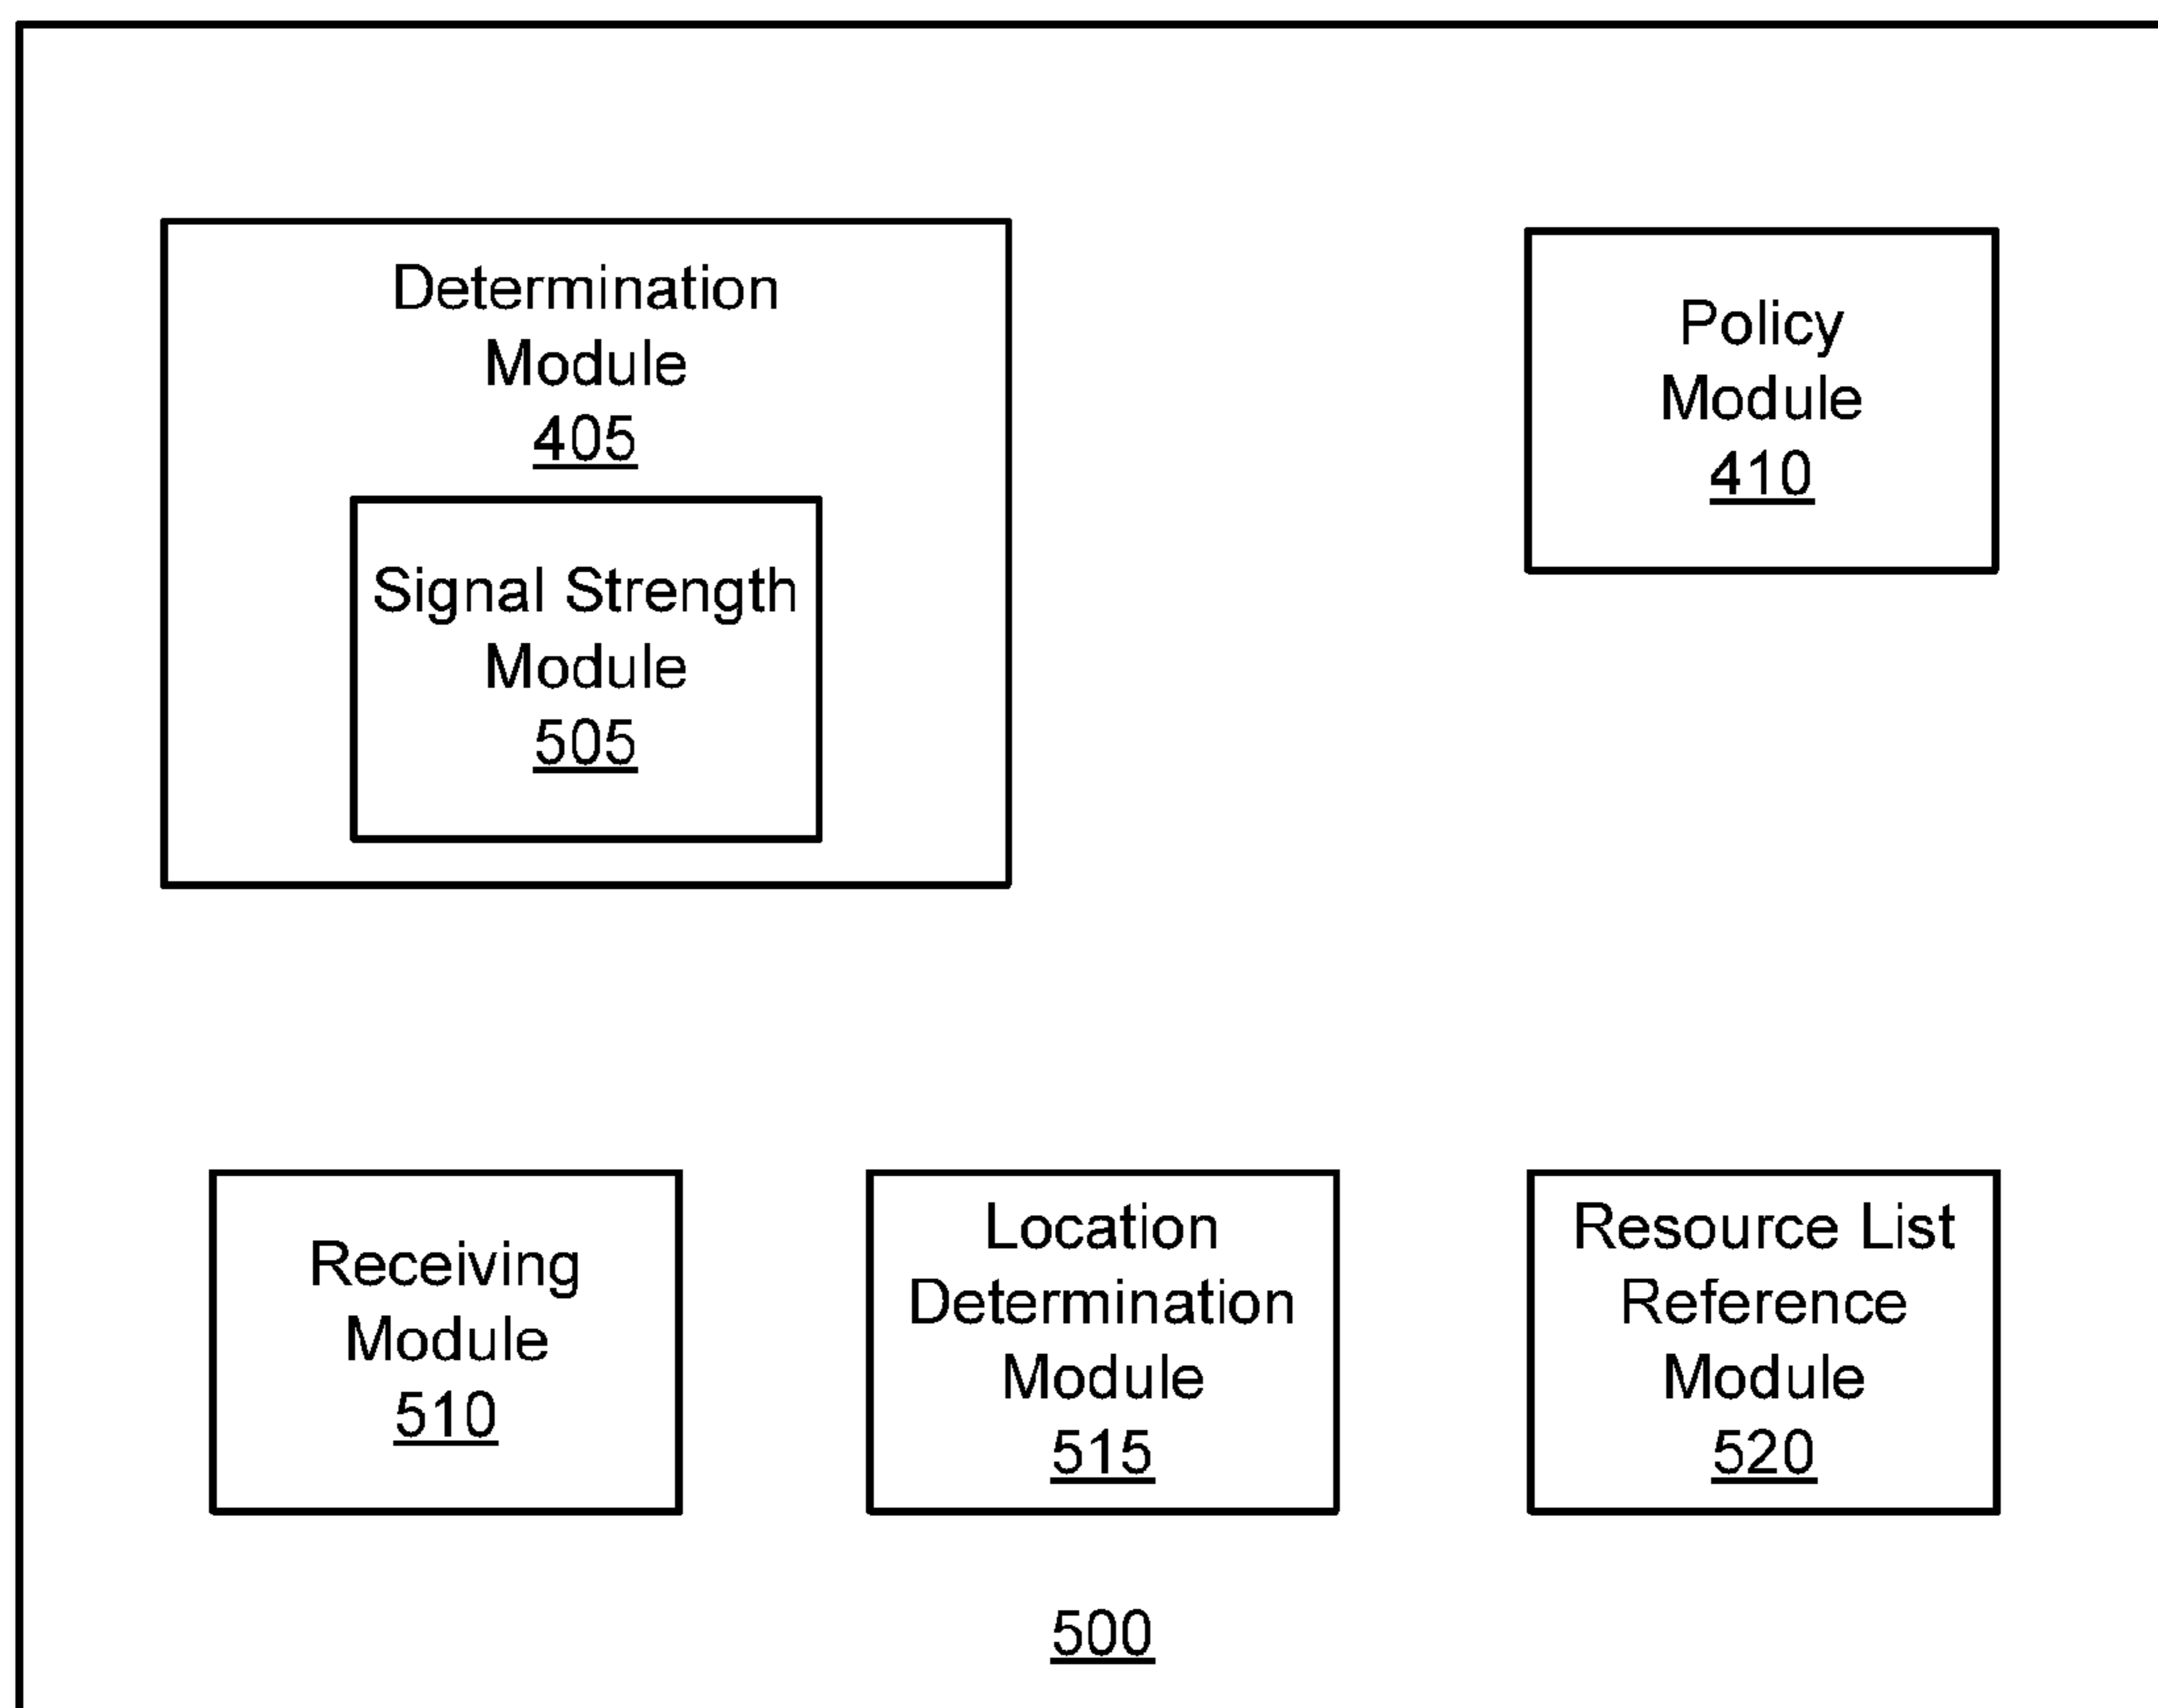 Determination
Module
405
Signal Strength
Module
505
Policy
Module
410
Receiving
Module
510
Location
Determination
Module
515
Resource List
Reference
Module
520
500